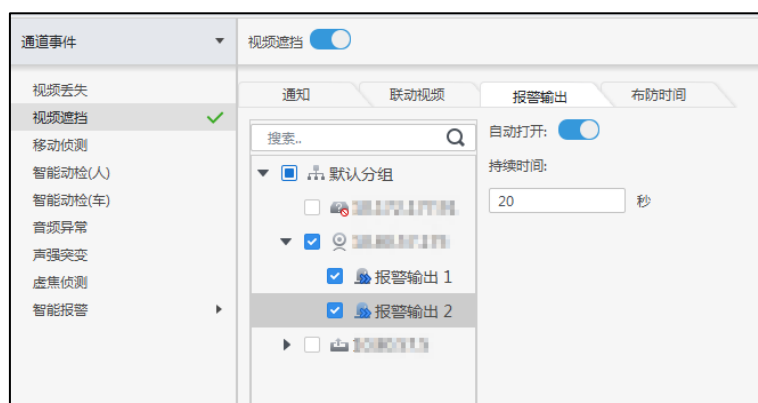 通道事件
视频遮挡
视频丢失
视频遮挡
移动侦测
智能动检(人)
智能动检(车)
音频异常
声强突变
虚焦侦测
智能报警
通知
联动视频
报警输出
布防时间
搜索..
默认分组
报警输出 1
报警输出 2
自动打开:
持续时间:
20 秒